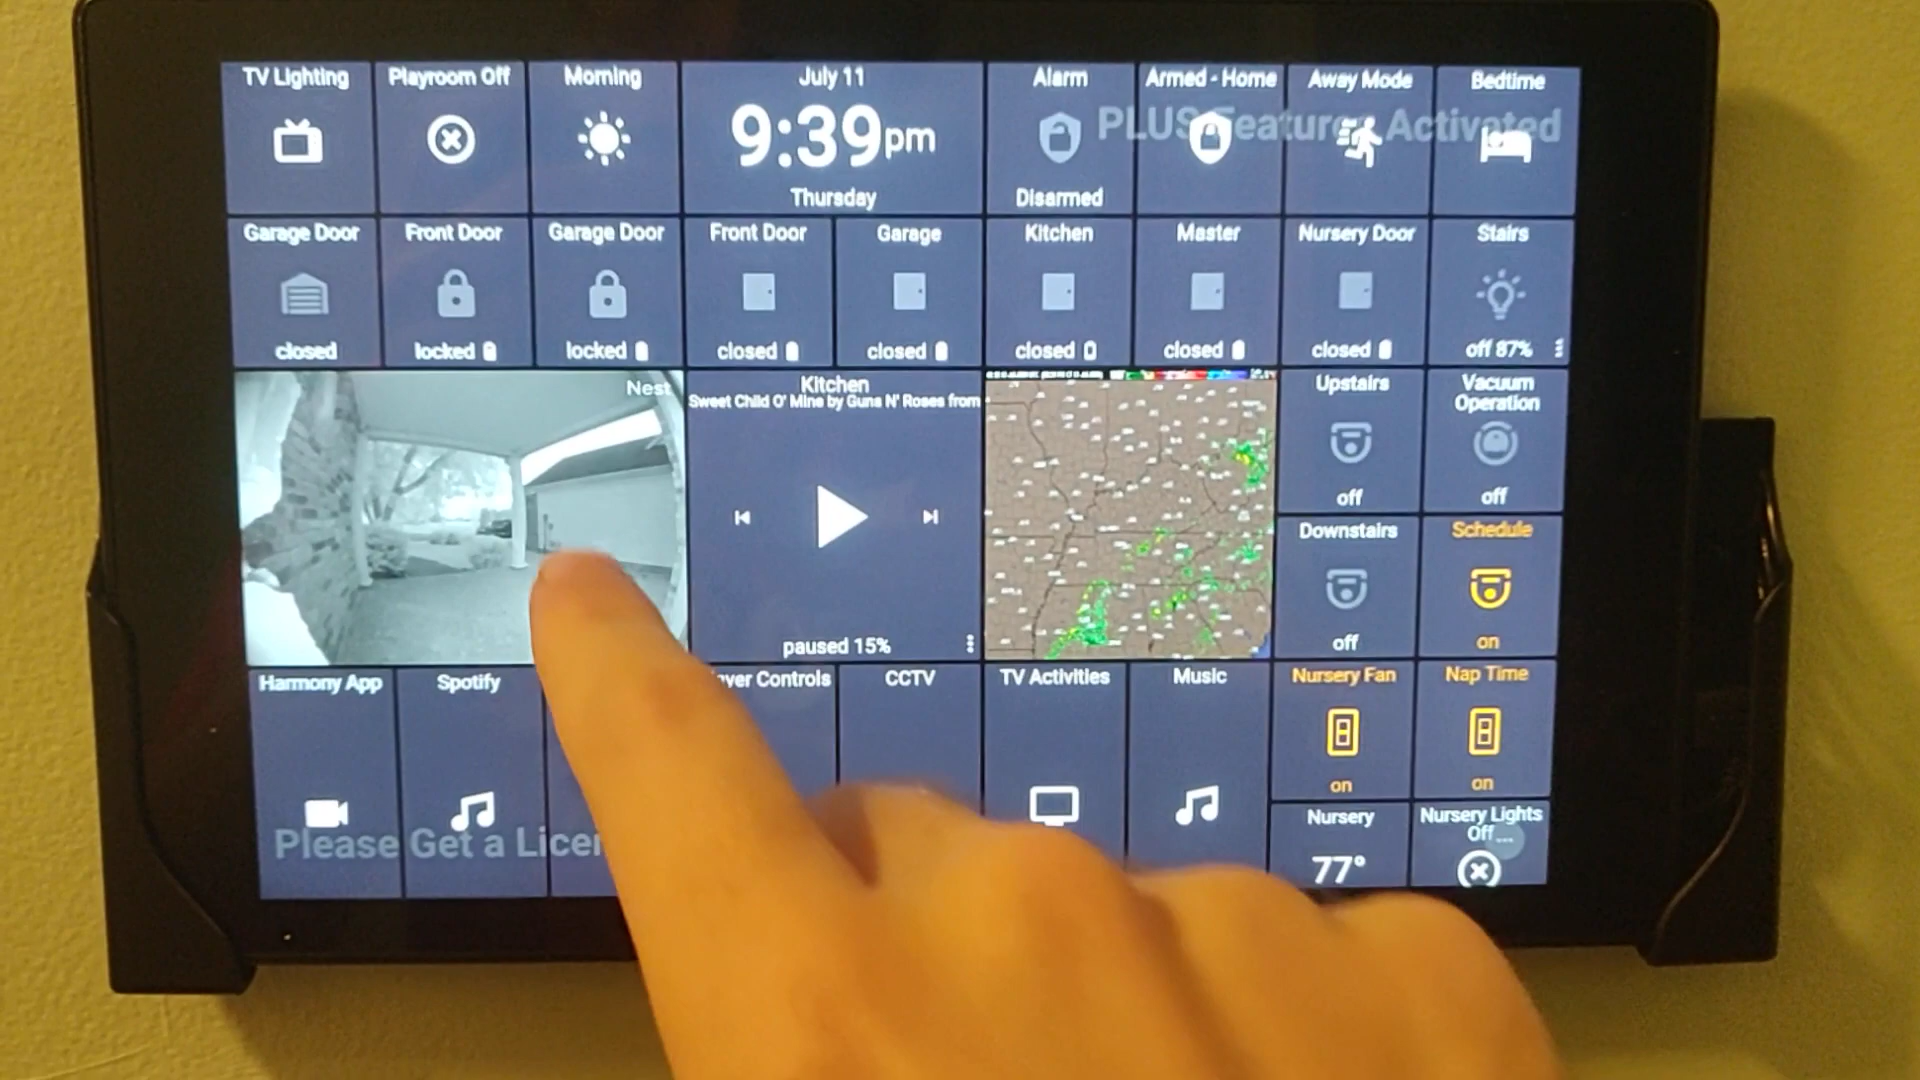 TV Lighting
Playroom Off
Morning
July 11
9:39pm
Thursday
Alarm
Disarmed
Armed - Home
Away Mode
Bedtime
PLUS Features Activated
Garage Door
closed
Front Door
locked
Garage Door
locked
Front Door
closed
Garage
closed
Kitchen
closed
Master
closed
Nursery Door
closed
Stairs
off 87%
Nest
Kitchen
Sweet Child O' Mine by Guns N' Roses from
paused 15%
Upstairs
off
Vacuum
Operation
off
Downstairs
off
Schedule
on
Harmony App
Spotify
ayer Controls
CCTV
TV Activities
Music
Nursery Fan
on
Nap Time
on
Nursery
77°
Nursery Lights
Off...
Please Get a Licen